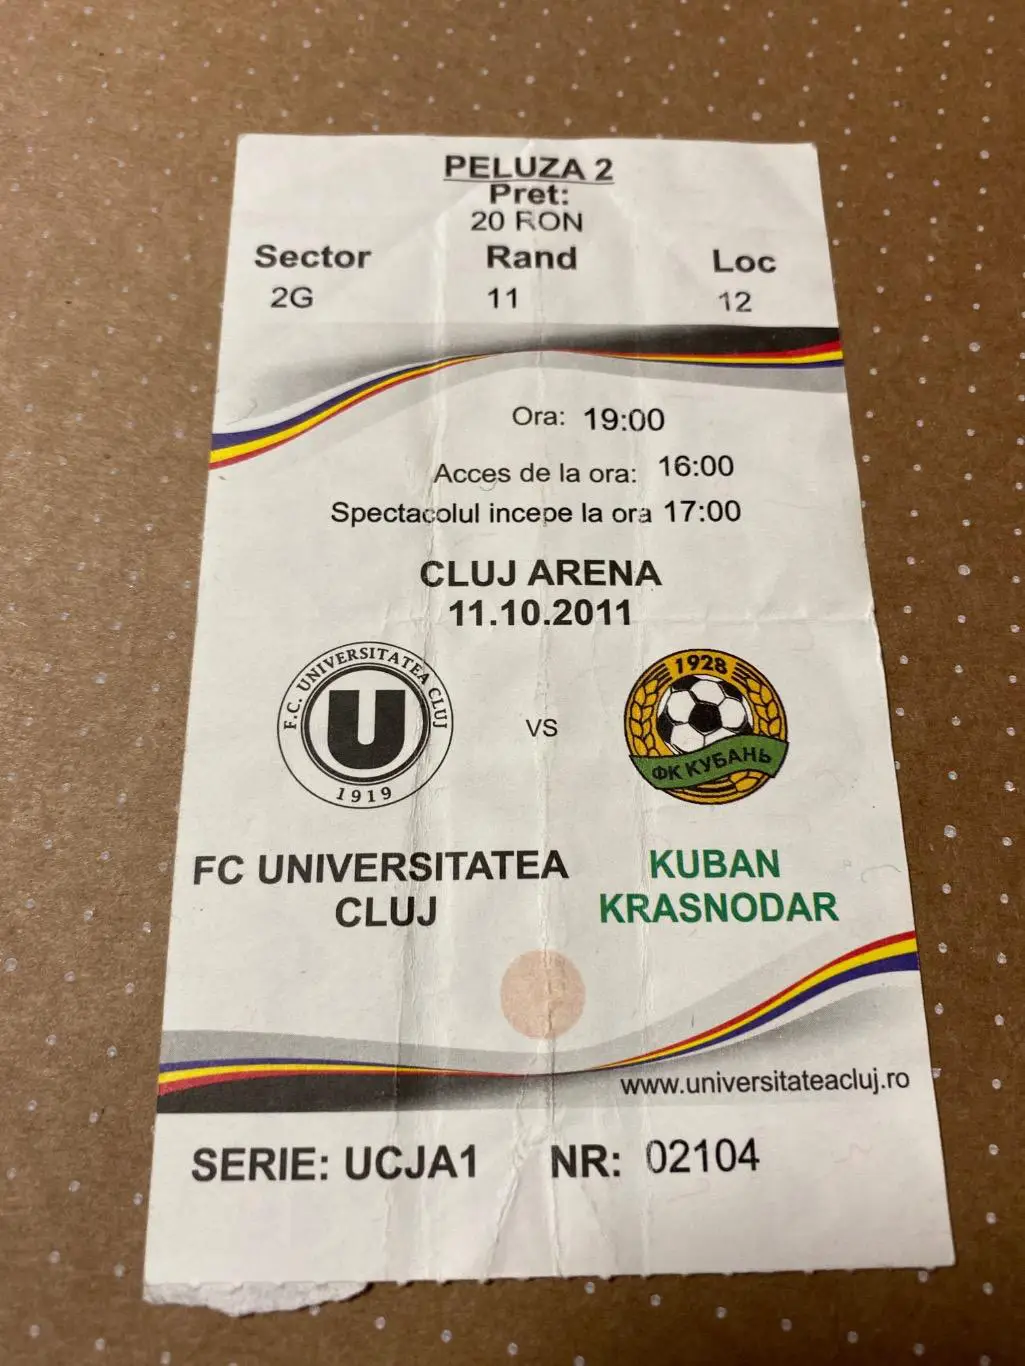 PELUZA 2
Pret:
20 RON
Sector Rand Loc
2G 11 12
Ora: 19:00
Acces de la ora: 16:00
Spectacolul incepe la ora 17:00
CLUJ ARENA
11.10.2011
F.C. UNIVERSITATEA CLUJ
U
1919
vs
1928
ФК КУБАНЬ
FC UNIVERSITATEA
CLUJ
KUBAN
KRASNODAR
www.universitateacluj.ro
SERIE: UCJA1 NR: 02104